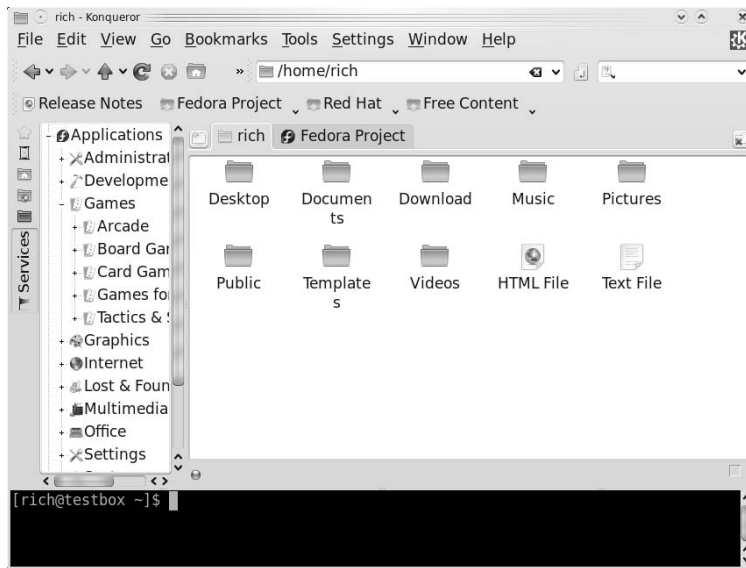 rich - Konqueror
File Edit View Go Bookmarks Tools Settings Window Help
» /home/rich
Release Notes Fedora Project Red Hat Free Content
Applications
rich Fedora Project
Administrat
Developme
Games
Arcade
Board Gar
Card Gam
Games fo
Tactics &
Graphics
Internet
Lost & Foun
Multimedia
Office
Settings
Services
Desktop Documen
ts Download Music Pictures
Public Template
s Videos HTML File Text File
[rich@testbox ~]$